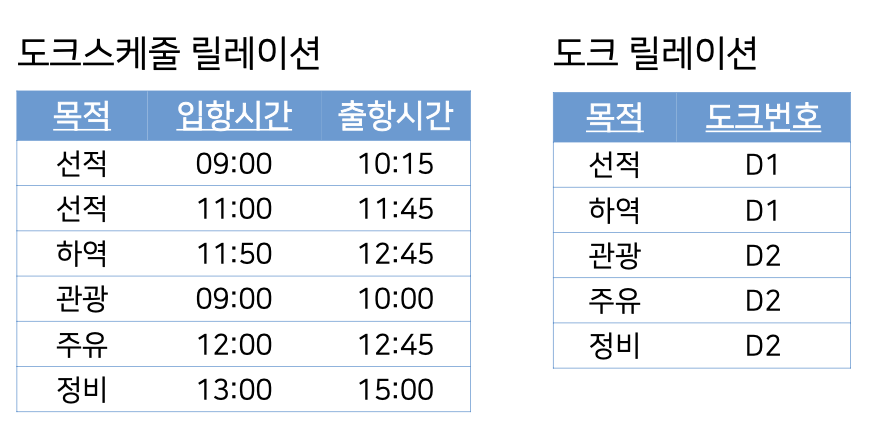 도크스케줄 릴레이션
목적 입항시간 출항시간
선적 09:00 10:15
선적 11:00 11:45
하역 11:50 12:45
관광 09:00 10:00
주유 12:00 12:45
정비 13:00 15:00
도크 릴레이션
목적 도크번호
선적 D1
하역 D1
관광 D2
주유 D2
정비 D2